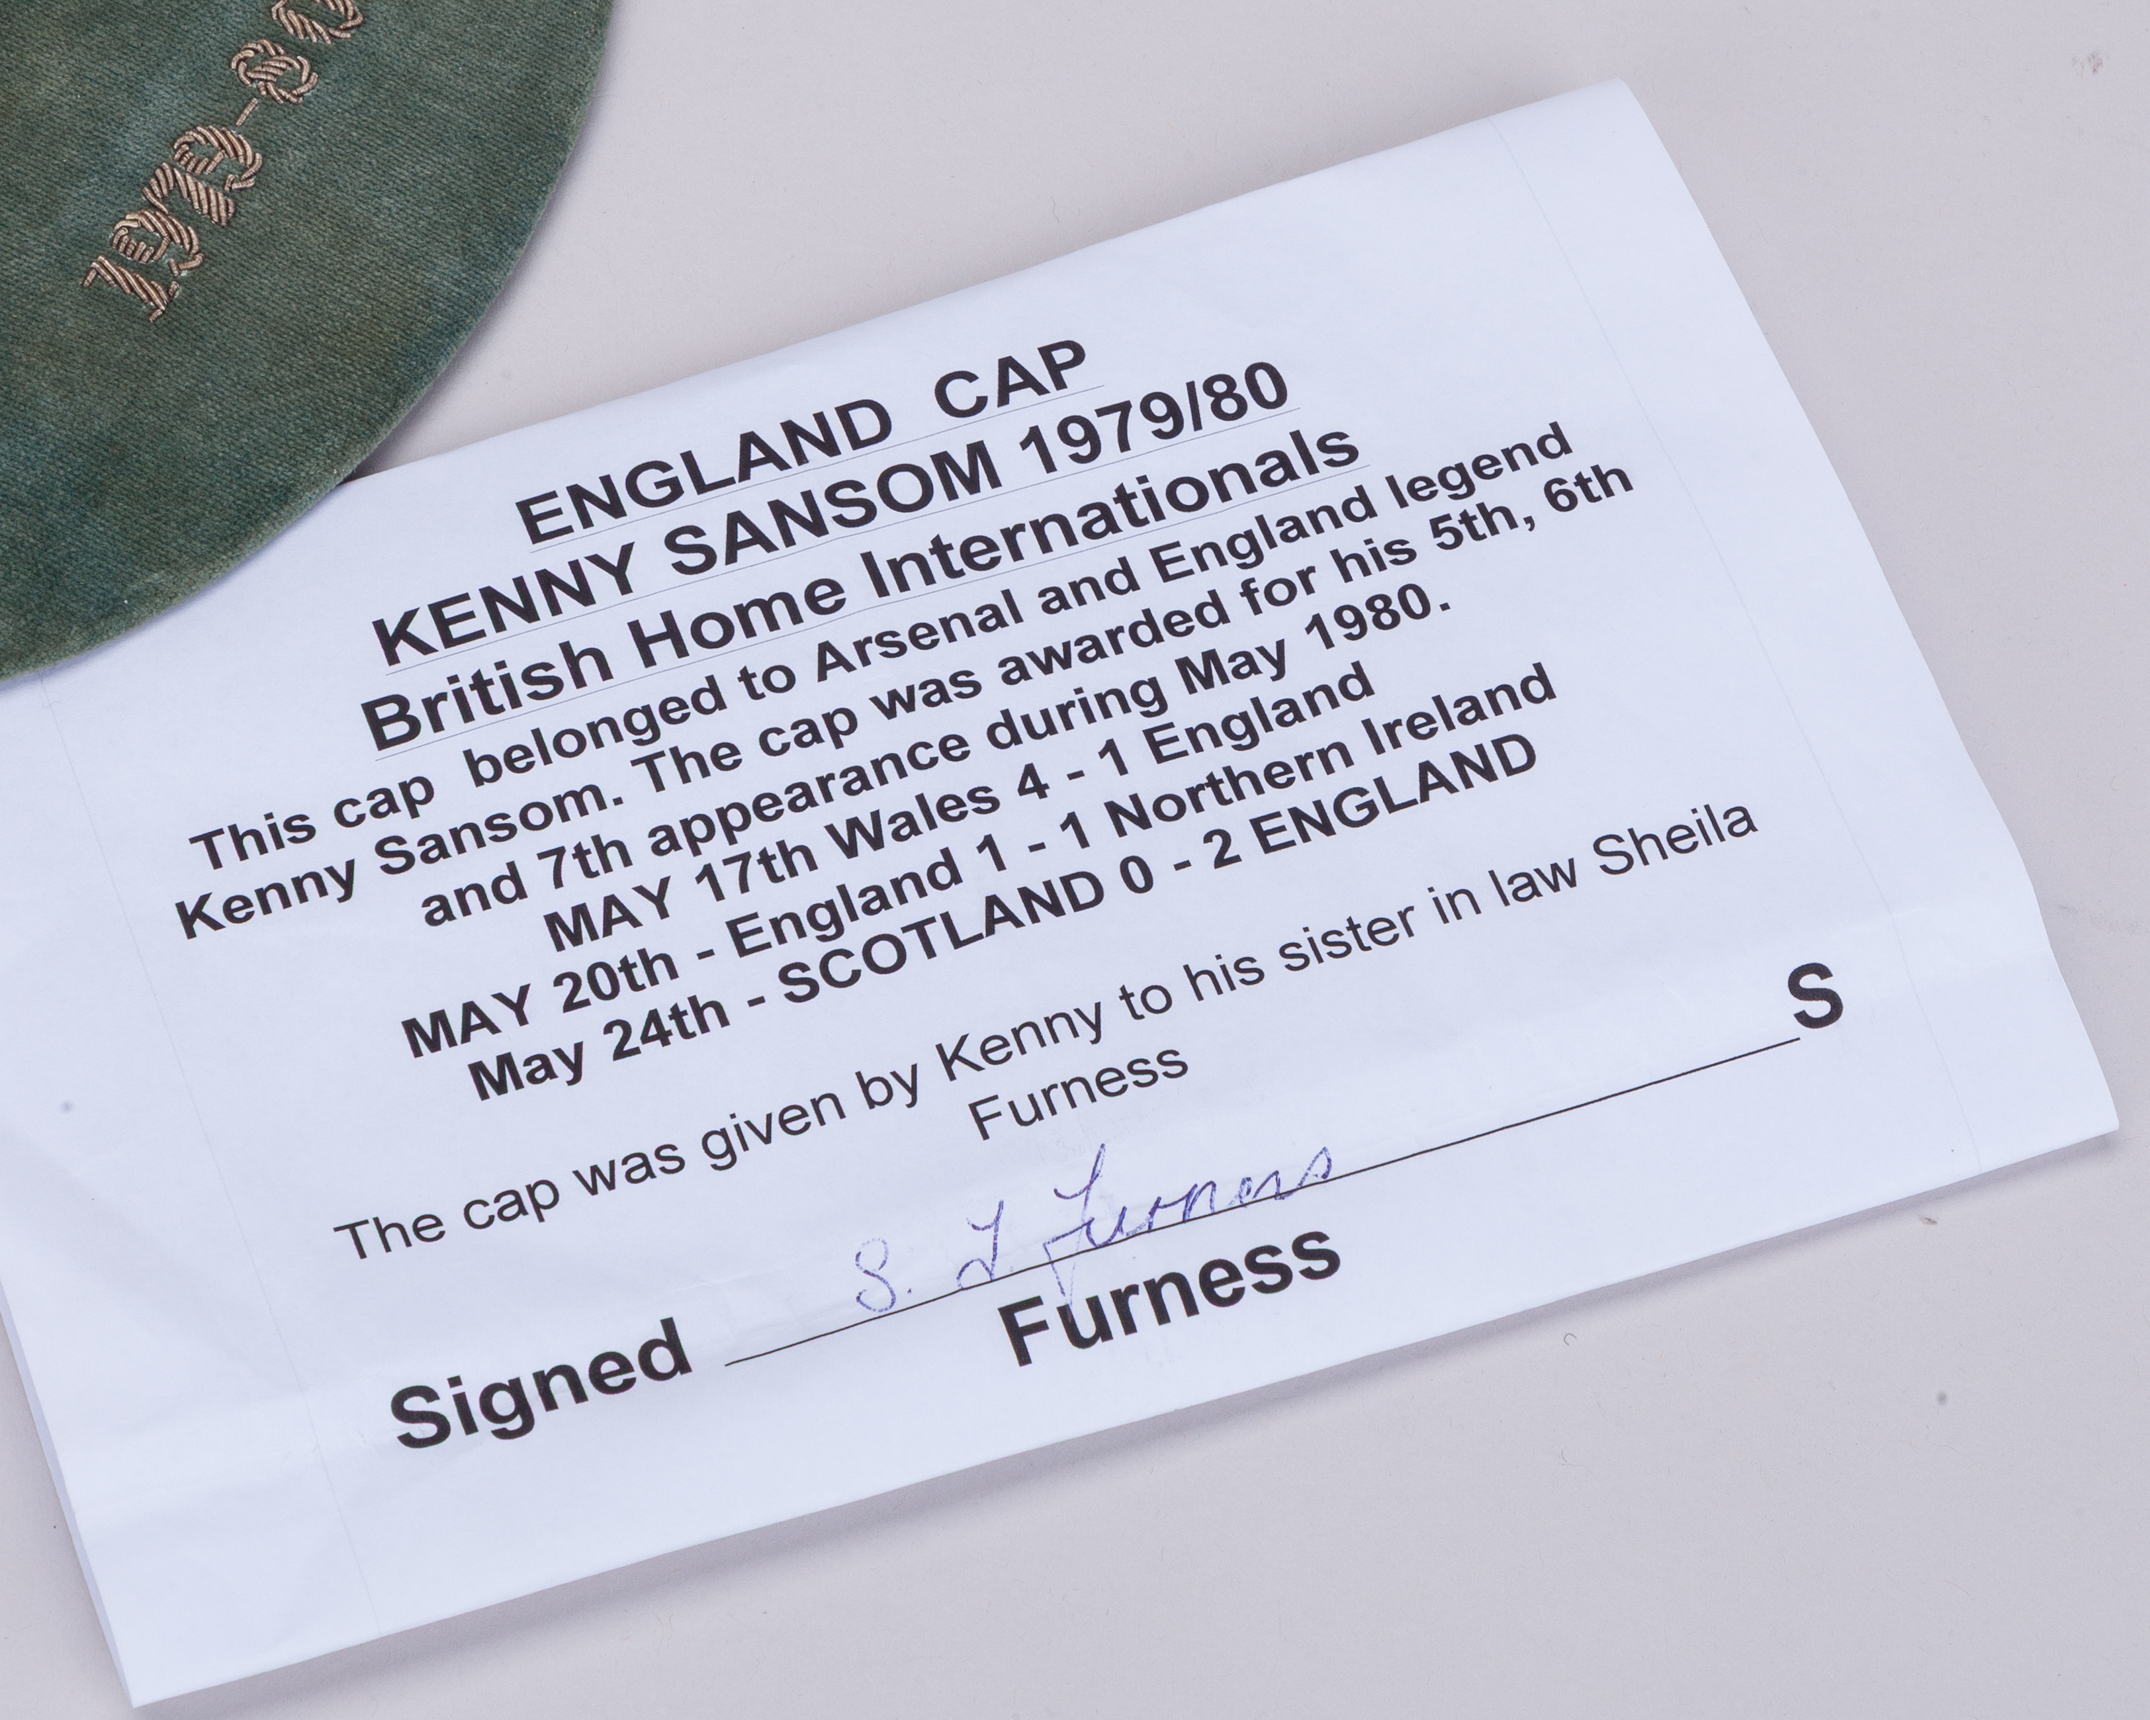 1979-80
ENGLAND CAP
KENNY SANSOM 1979/80
British Home Internationals
This cap belonged to Arsenal and England legend
Kenny Sansom. The cap was awarded for his 5th, 6th
and 7th appearance during May 1980.
MAY 17th Wales 4 - 1 England
MAY 20th - England 1 - 1 Northern Ireland
May 24th - SCOTLAND 0 - 2 ENGLAND
The cap was given by Kenny to his sister in law Sheila
Furness
S. J. Furness
Signed ____________________S
Furness